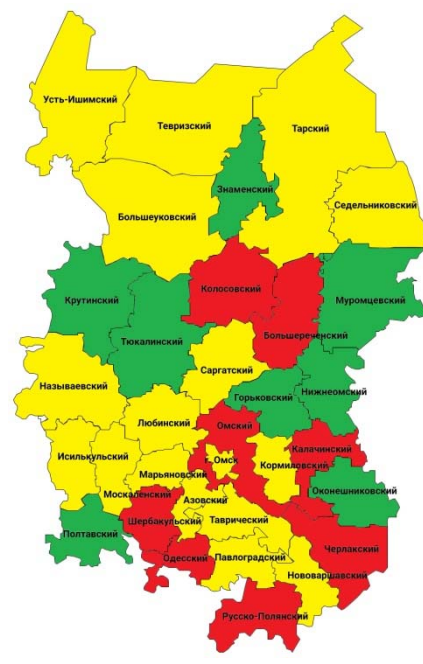 Усть-Ишимский
Тевризский
Тарский
Знаменский
Седельниковский
Большеуковский
Колосовский
Крутинский
Муромцевский
Большереченский
Тюкалинский
Саргатский
Называевский
Горьковский
Нижнеомский
Любинский
Омский
Калачинский
Исилькульский
г. Омск
Кормиловский
Марьяновский
Оконешниковский
Москаленский
Азовский
Шербакульский
Таврический
Полтавский
Черлакский
Одесский
Павлоградский
Нововаршавский
Русско-Полянский